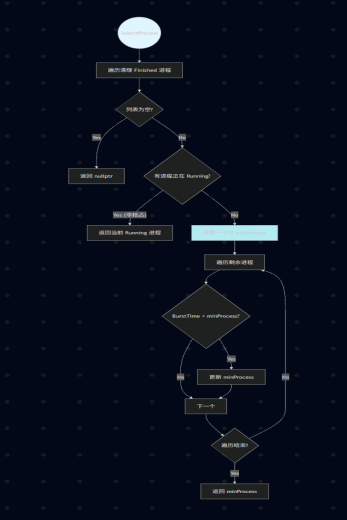 遍历清理 Finished 进程
列表为空?
Yes
No
返回 nullptr
有进程正在 Running?
Yes (非抢占)
No
返回当前 Running 进程
遍历剩余进程
BurstTime < minProcess?
Yes
No
No
更新 minProcess
下一个
遍历结束?
Yes
返回 minProcess